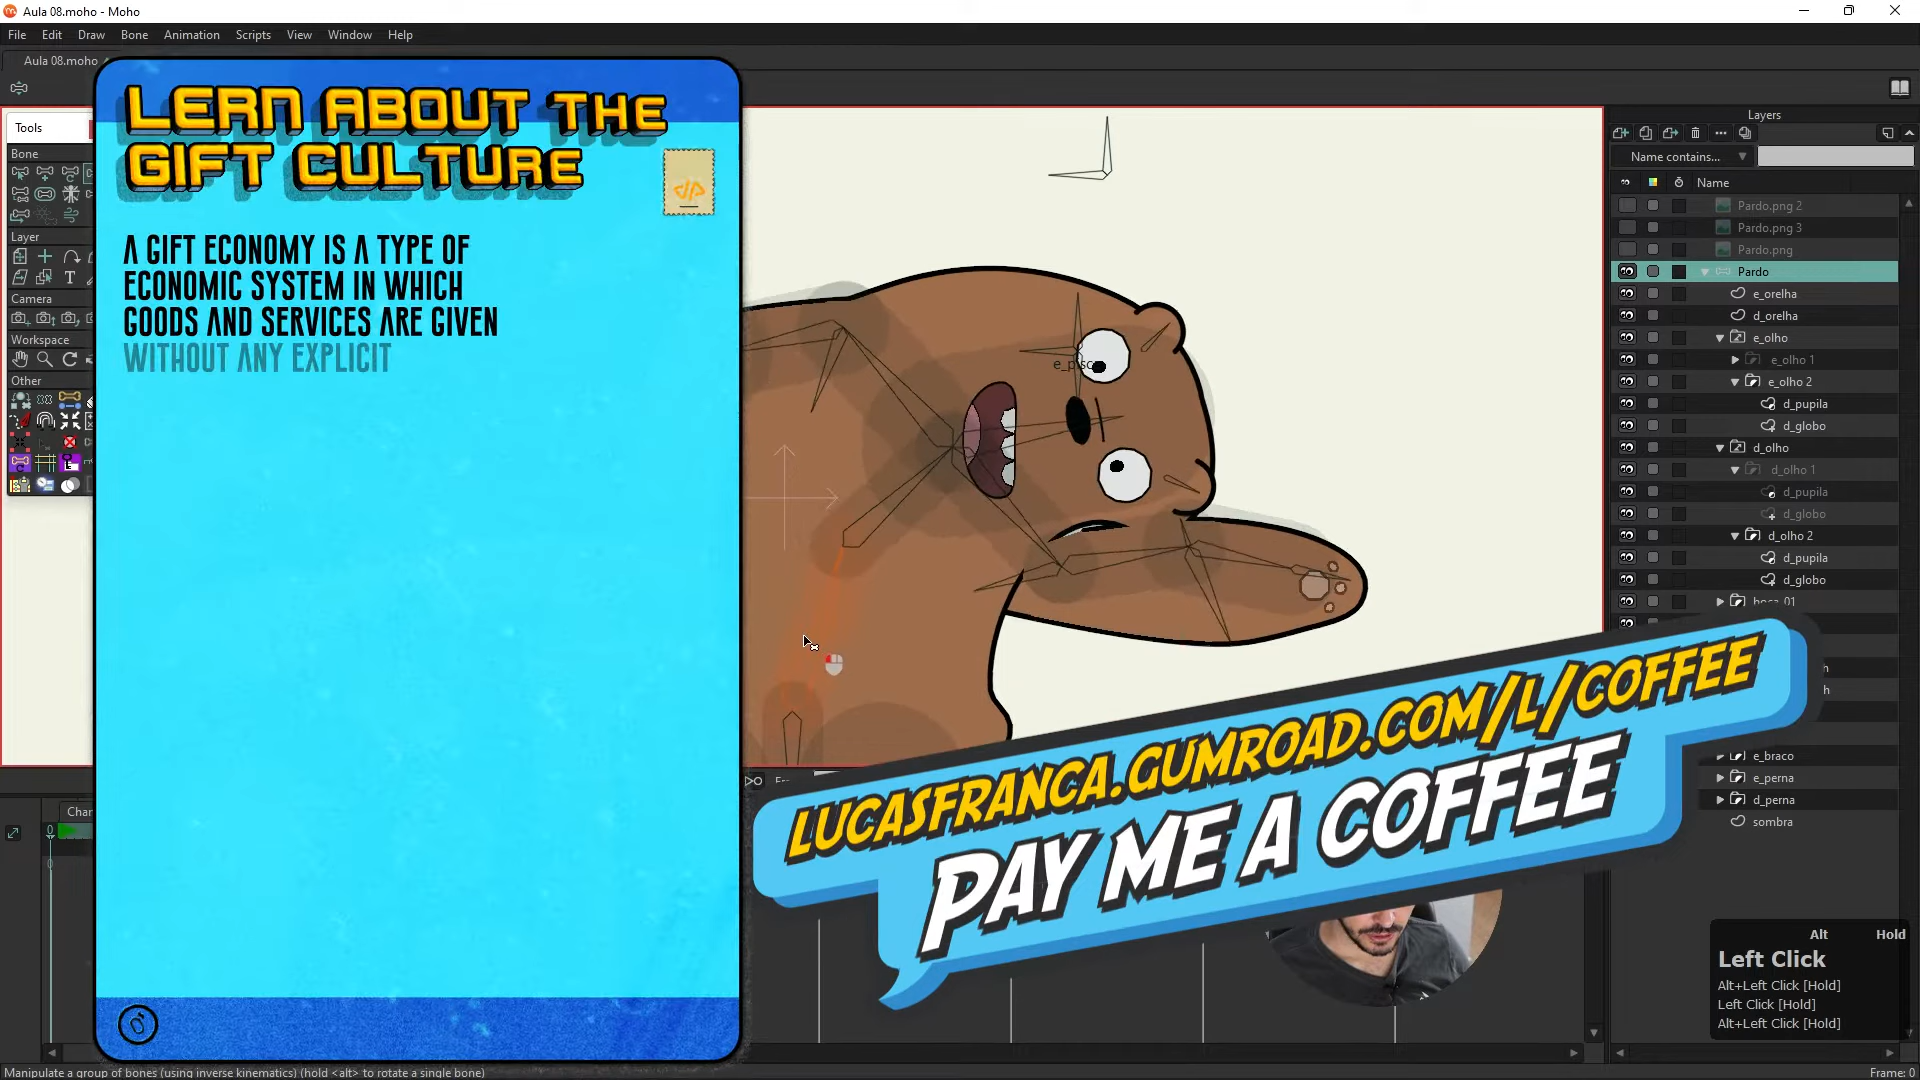 Aula 08.moho - Moho
File Edit Draw Bone Animation Scripts View Window Help
Aula 08.moho
LERN ABOUT THE
GIFT CULTURE
A GIFT ECONOMY IS A TYPE OF
ECONOMIC SYSTEM IN WHICH
GOODS AND SERVICES ARE GIVEN
WITHOUT ANY EXPLICIT
Tools
Bone
Layer
Camera
Workspace
Other
Layers
Name contains...
Name
Pardo.png 2
Pardo.png 3
Pardo.png
Pardo
e_orelha
d_orelha
e_olho
e_olho 1
e_olho 2
d_pupila
d_globo
d_olho
d_olho 1
d_pupila
d_globo
d_olho 2
d_pupila
d_globo
boca_01
e_braco
e_perna
d_perna
sombra
LUCASFRANCA.GUMROAD.COM/L/COFFEE
PAY ME A COFFEE
Alt Hold
Left Click
Alt+Left Click [Hold]
Left Click [Hold]
Alt+Left Click [Hold]
Manipulate a group of bones (using inverse kinematics) (hold <alt> to rotate a single bone)
Frame: 0